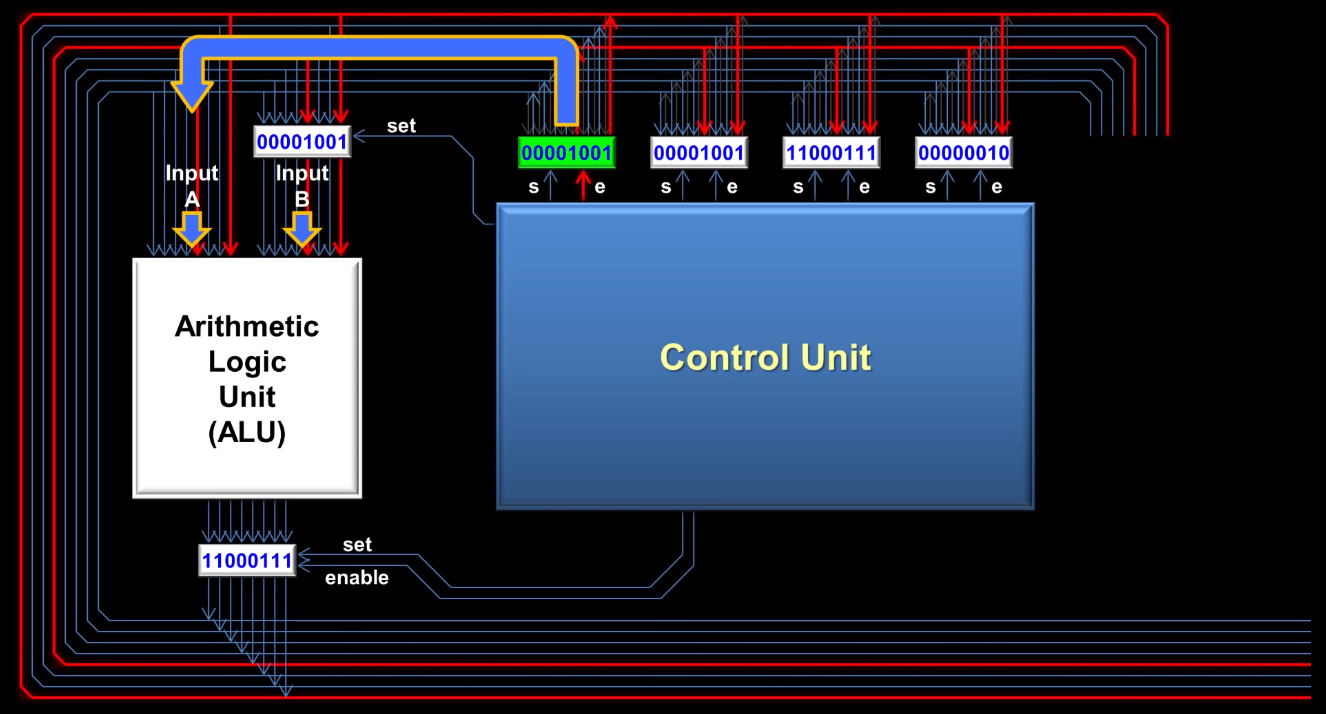 set
00001001
00001001
00001001
11000111
00000010
Input
A
Input
B
s
e
s
e
s
e
s
e
Arithmetic
Logic
Unit
(ALU)
Control Unit
set
11000111
enable